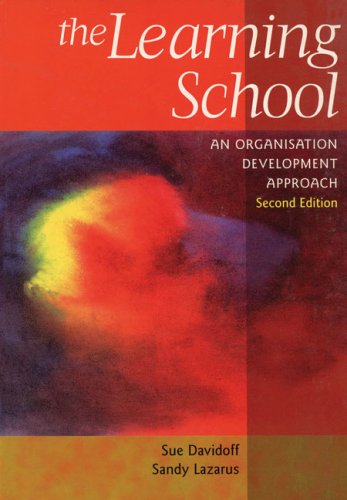 the Learning
School
AN ORGANISATION
DEVELOPMENT
APPROACH
Second Edition
Sue Davidoff
Sandy Lazarus